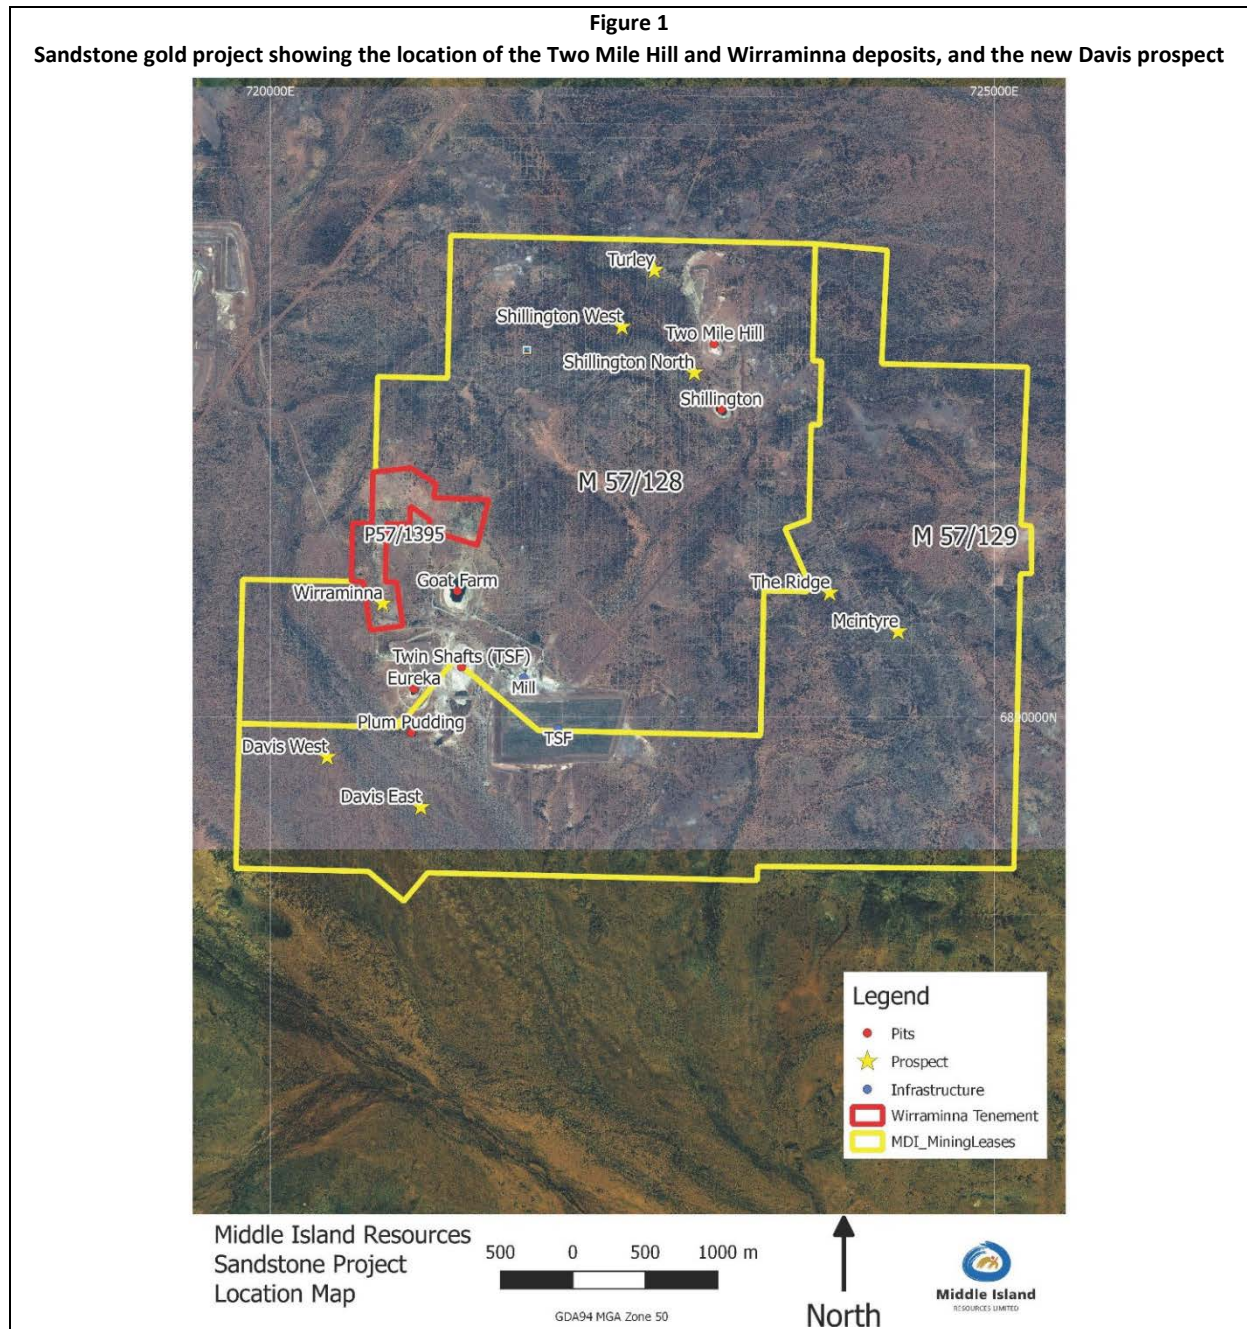 Figure 1
Sandstone gold project showing the location of the Two Mile Hill and Wirraminna deposits, and the new Davis prospect
720000E
725000E
Turley
Shillington West
Two Mile Hill
Shillington North
Shillington
M 57/128
P57/1395
M 57/129
Goat Farm
The Ridge
Wirraminna
Mcintyre
Twin Shafts (TSF)
Eureka
Mill
Plum Pudding
6890000N
TSF
Davis West
Davis East
Legend
Pits
Prospect
Infrastructure
Wirraminna Tenement
MDI_MiningLeases
Middle Island Resources
Sandstone Project
Location Map
500 0 500 1000 m
GDA94 MGA Zone 50
North
Middle Island
RESOURCES LIMITED